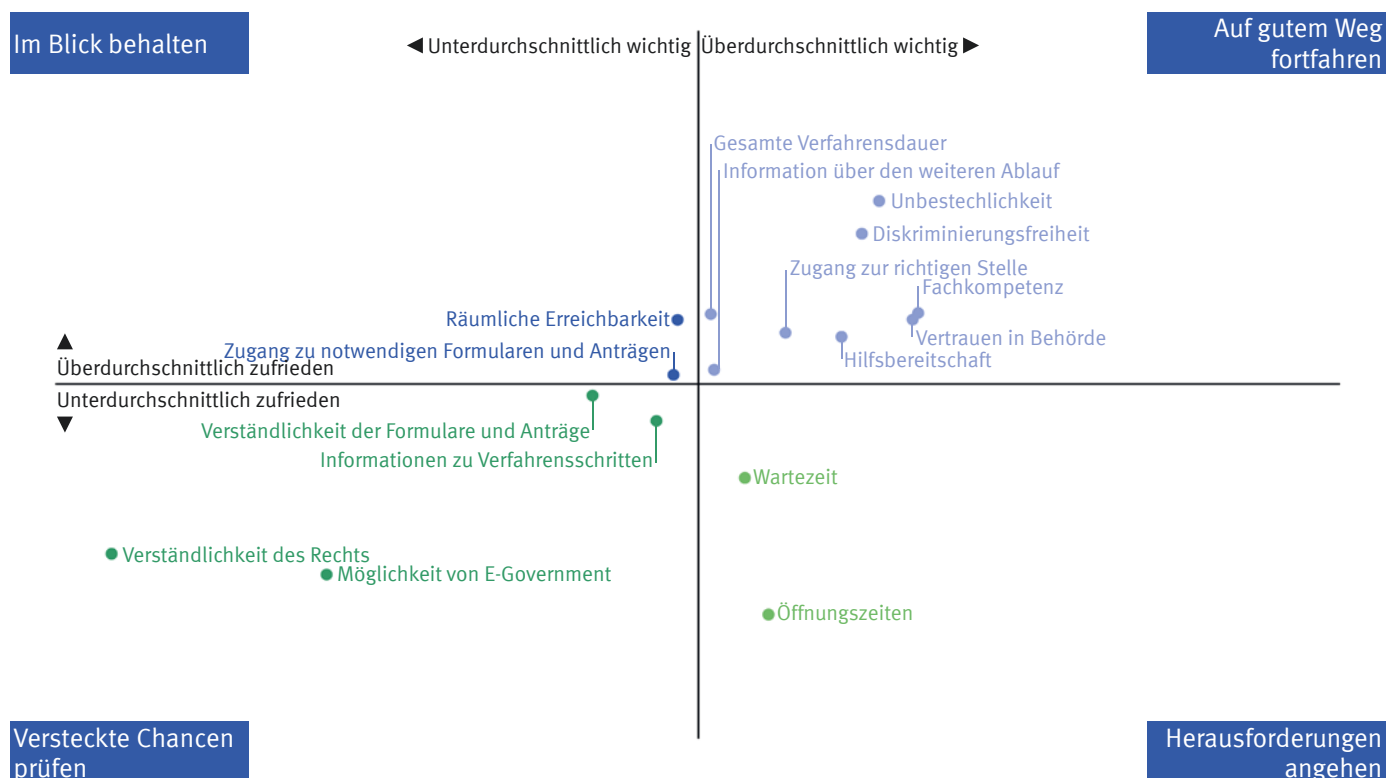 Im Blick behalten
◀ Unterdurchschnittlich wichtig
Überdurchschnittlich wichtig ▶
Auf gutem Weg
fortfahren
Gesamte Verfahrensdauer
Information über den weiteren Ablauf
Unbestechlichkeit
Diskriminierungsfreiheit
Zugang zur richtigen Stelle
Fachkompetenz
Räumliche Erreichbarkeit
Vertrauen in Behörde
Zugang zu notwendigen Formularen und Anträgen
Hilfsbereitschaft
▲
Überdurchschnittlich zufrieden
Unterdurchschnittlich zufrieden
▼
Verständlichkeit der Formulare und Anträge
Informationen zu Verfahrensschritten
Wartezeit
Verständlichkeit des Rechts
Möglichkeit von E-Government
Öffnungszeiten
Versteckte Chancen
prüfen
Herausforderungen
angehen